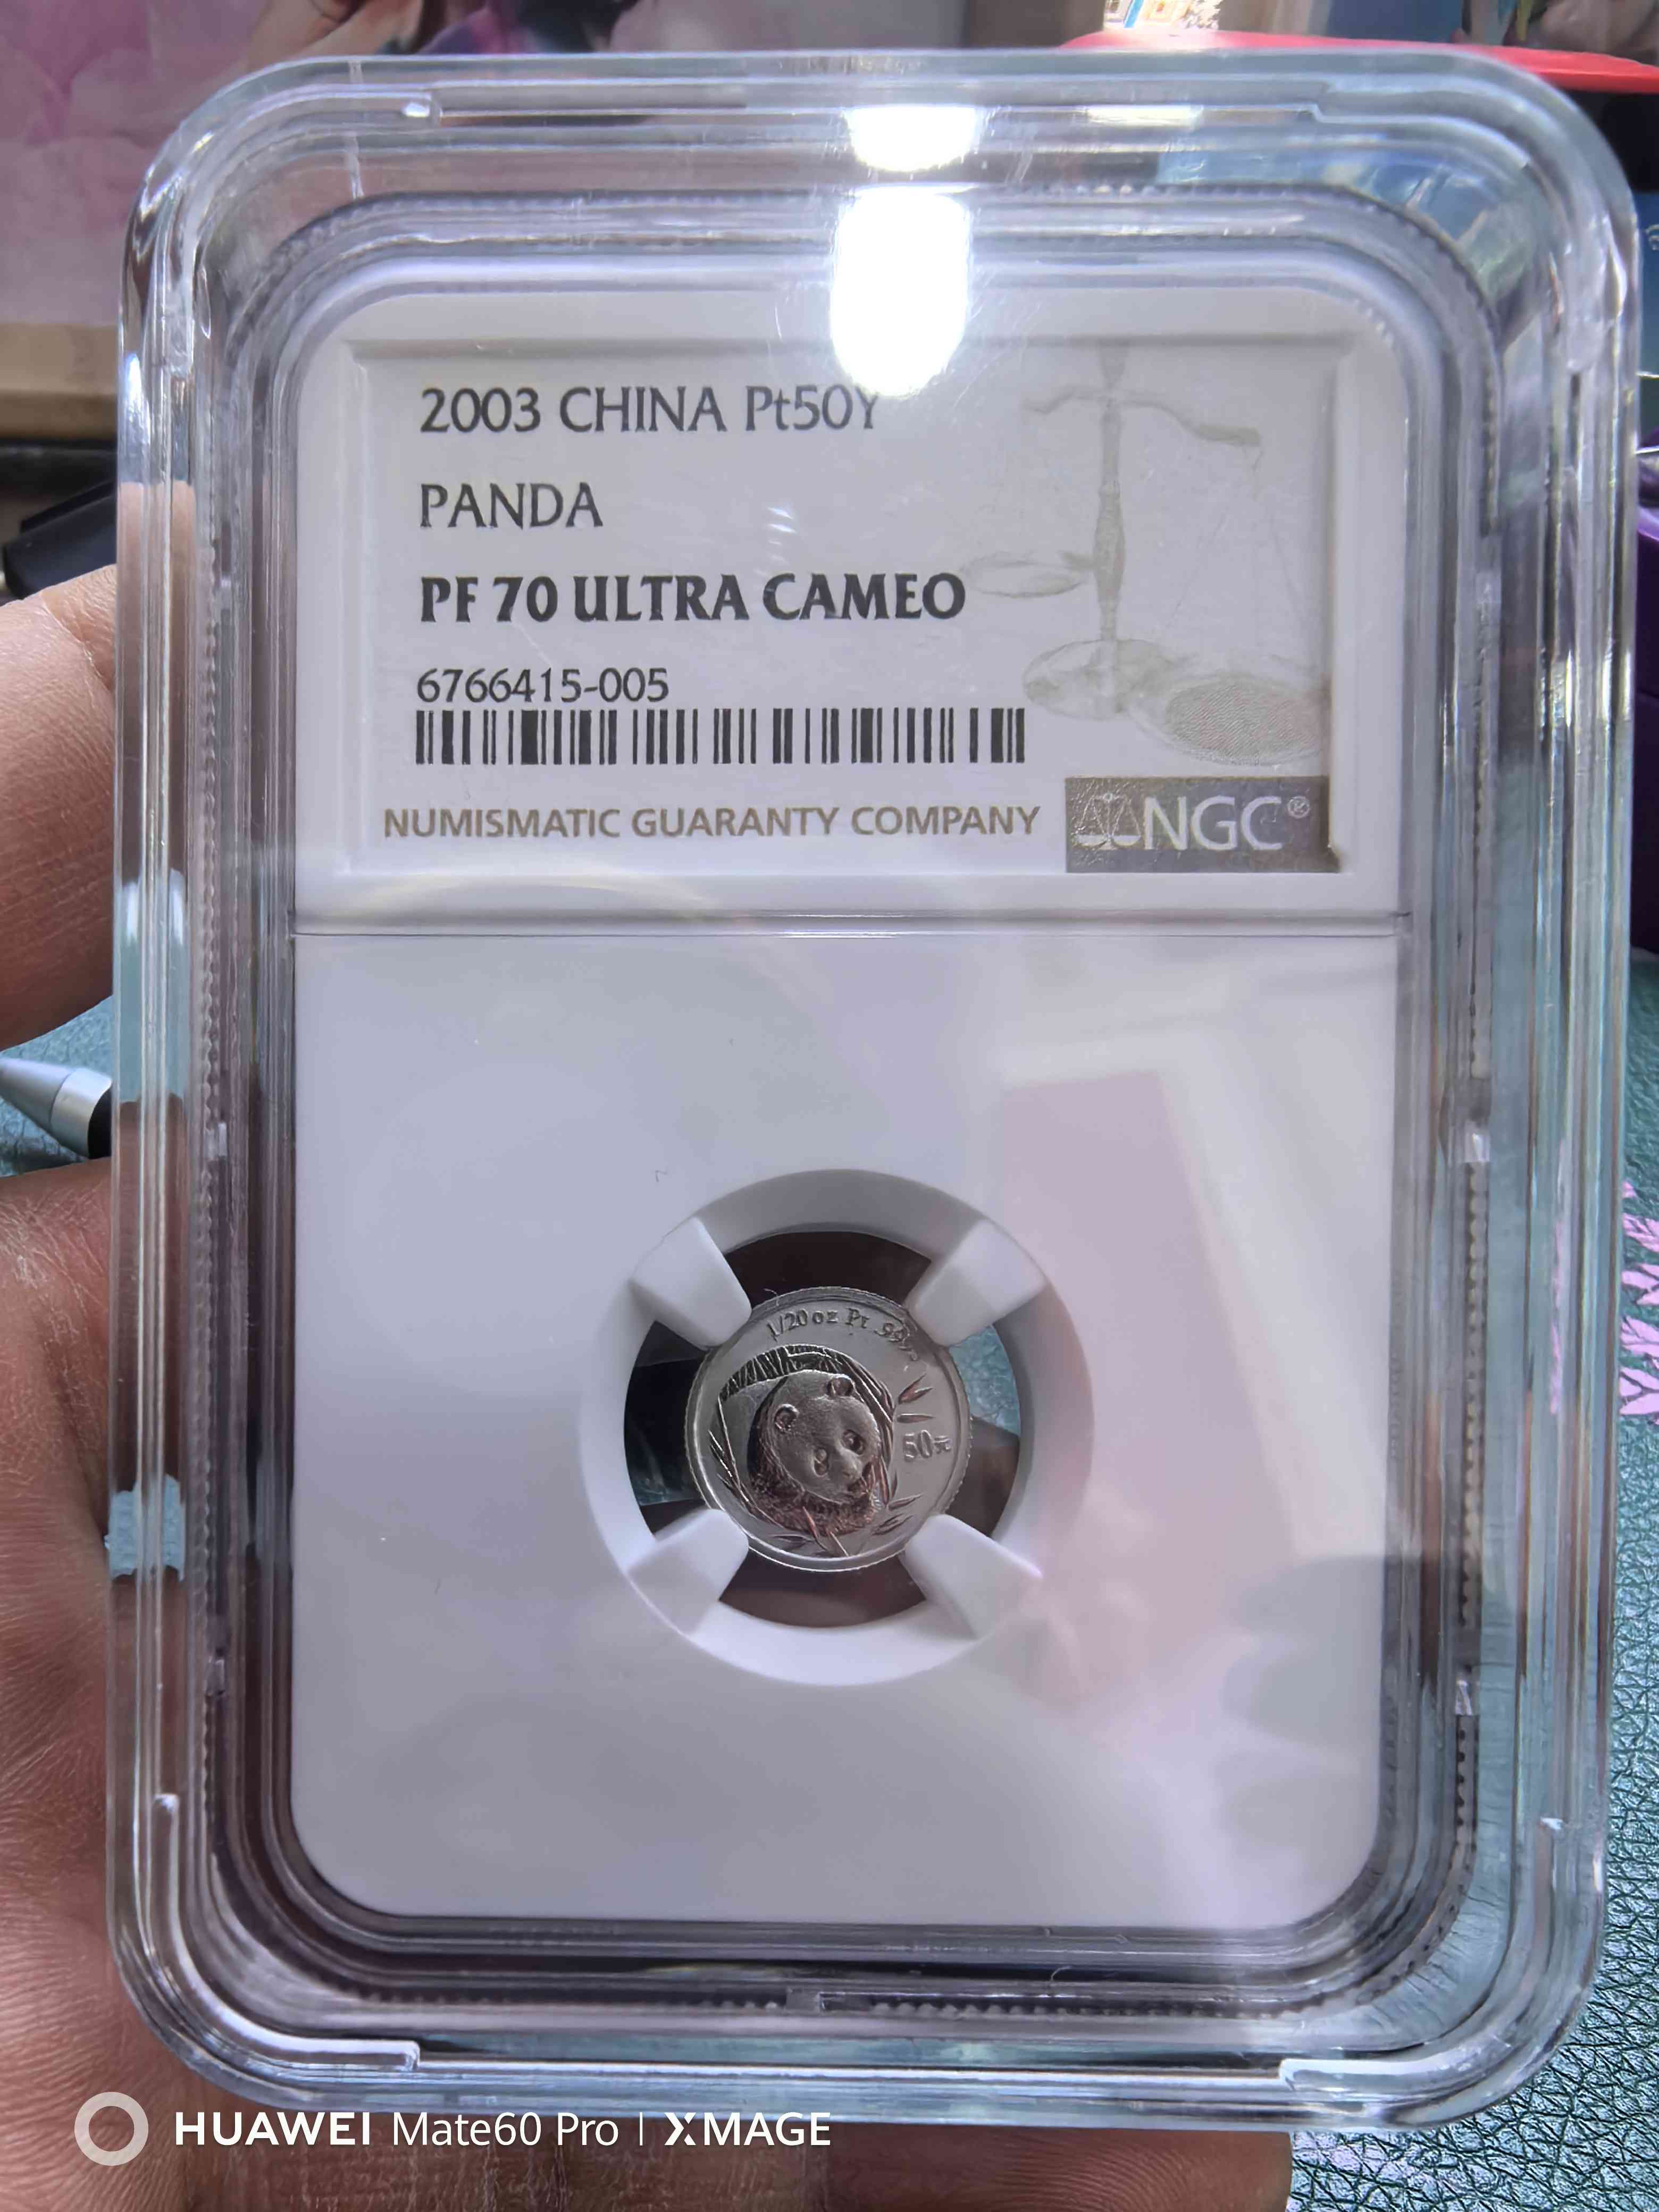 2003 CHINA Pt50Y
PANDA
PF 70 ULTRA CAMEO
6766415-005
NUMISMATIC GUARANTY COMPANY
NGC®
1/20 oz Pt
50元
HUAWEI Mate60 Pro | XMAGE